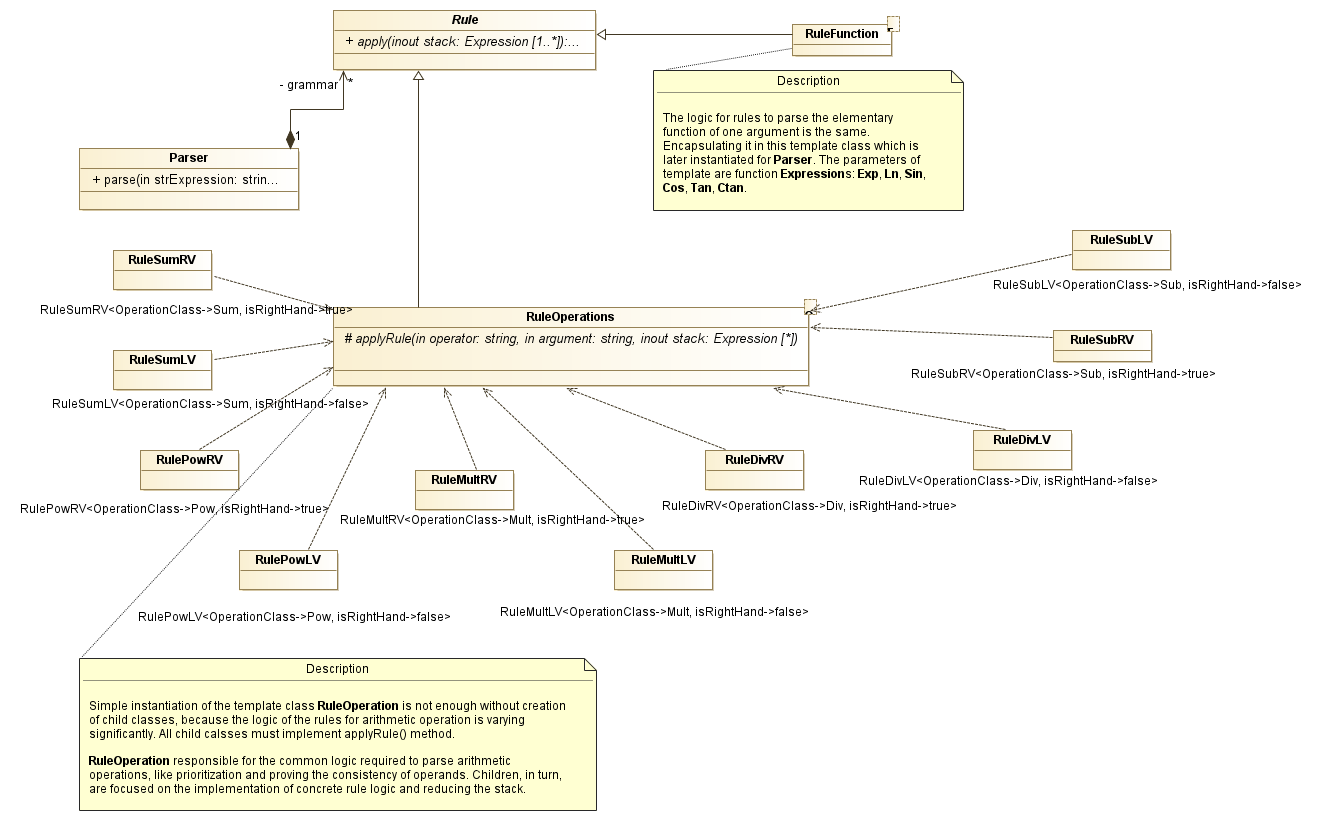 Rule
+ apply(inout stack: Expression [1..*]):...
RuleFunction
- grammar
*
1
Description
The logic for rules to parse the elementary
function of one argument is the same.
Encapsulating it in this template class which is
later instantiated for Parser. The parameters of
template are function Expressions: Exp, Ln, Sin,
Cos, Tan, Ctan.
Parser
+ parse(in strExpression: strin...
RuleSumRV
RuleSumRV<OperationClass->Sum, isRightHand->true>
RuleSubLV
RuleSubLV<OperationClass->Sub, isRightHand->false>
RuleOperations
# applyRule(in operator: string, in argument: string, inout stack: Expression [*])
RuleSumLV
RuleSumLV<OperationClass->Sum, isRightHand->false>
RuleSubRV
RuleSubRV<OperationClass->Sub, isRightHand->true>
RulePowRV
RulePowRV<OperationClass->Pow, isRightHand->true>
RuleMultRV
RuleMultRV<OperationClass->Mult, isRightHand->true>
RuleDivRV
RuleDivRV<OperationClass->Div, isRightHand->true>
RuleDivLV
RuleDivLV<OperationClass->Div, isRightHand->false>
RulePowLV
RulePowLV<OperationClass->Pow, isRightHand->false>
RuleMultLV
RuleMultLV<OperationClass->Mult, isRightHand->false>
Description
Simple instantiation of the template class RuleOperation is not enough without creation
of child classes, because the logic of the rules for arithmetic operation is varying
significantly. All child calsses must implement applyRule() method.
RuleOperation responsible for the common logic required to parse arithmetic
operations, like prioritization and proving the consistency of operands. Children, in turn,
are focused on the implementation of concrete rule logic and reducing the stack.